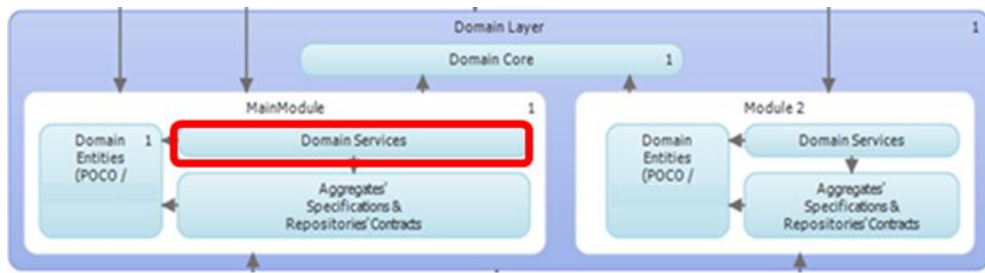 Domain Layer 1
Domain Core 1
MainModule 1
Domain 1
Entities
(POCO /
Domain Services
Aggregates'
Specifications &
Repositories' Contracts
Module 2
Domain
Entities
(POCO /
Domain Services
Aggregates'
Specifications &
Repositories' Contracts